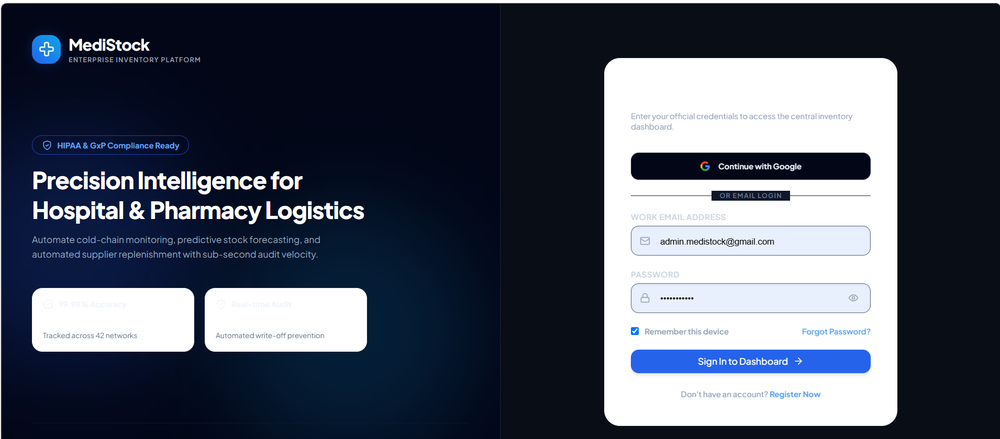 MediStock
ENTERPRISE INVENTORY PLATFORM
HIPAA & GxP Compliance Ready
Precision Intelligence for
Hospital & Pharmacy Logistics
Automate cold-chain monitoring, predictive stock forecasting, and
automated supplier replenishment with sub-second audit velocity.
99.98% Accuracy
Tracked across 42 networks
Real-time Audit
Automated write-off prevention
Enter your official credentials to access the central inventory
dashboard.
Continue with Google
OR EMAIL LOGIN
WORK EMAIL ADDRESS
admin.medistock@gmail.com
PASSWORD
•••••••••••
Remember this device
Forgot Password?
Sign In to Dashboard
Don't have an account? Register Now